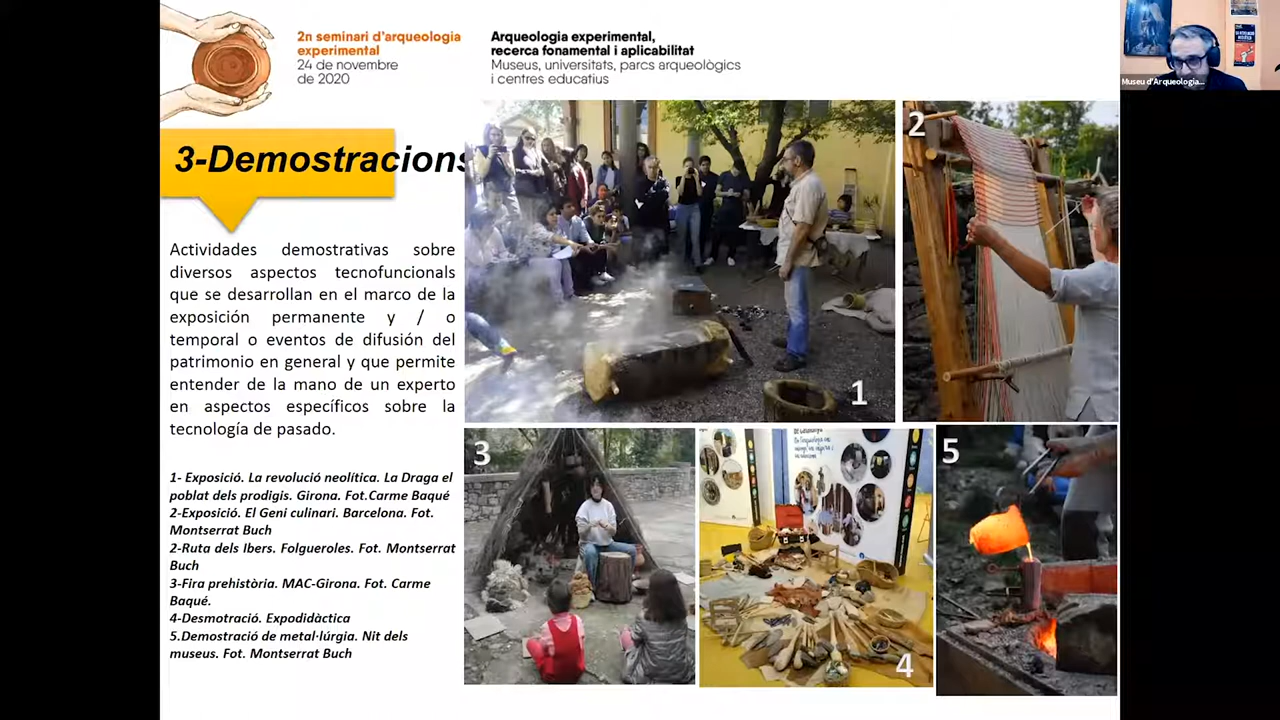 2n seminari d'arqueologia
experimental
24 de novembre
de 2020
Arqueologia experimental,
recerca fonamental i aplicabilitat
Museus, universitats, parcs arqueològics
i centres educatius
Museu d'Arqueologia...
3-Demostracions
Actividades demostrativas sobre
diversos aspectos tecnofuncionals
que se desarrollan en el marco de la
exposición permanente y / o
temporal o eventos de difusión del
patrimonio en general y que permite
entender de la mano de un experto
en aspectos específicos sobre la
tecnología de pasado.
1- Exposició. La revolució neolítica. La Draga el
poblat dels prodigis. Girona. Fot.Carme Baqué
2-Exposició. El Geni culinari. Barcelona. Fot.
Montserrat Buch
2-Ruta dels Ibers. Folgueroles. Fot. Montserrat
Buch
3-Fira prehistòria. MAC-Girona. Fot. Carme
Baqué.
4-Desmotració. Expodidàctica
5.Demostració de metal·lúrgia. Nit dels
museus. Fot. Montserrat Buch
1
2
3
4
5